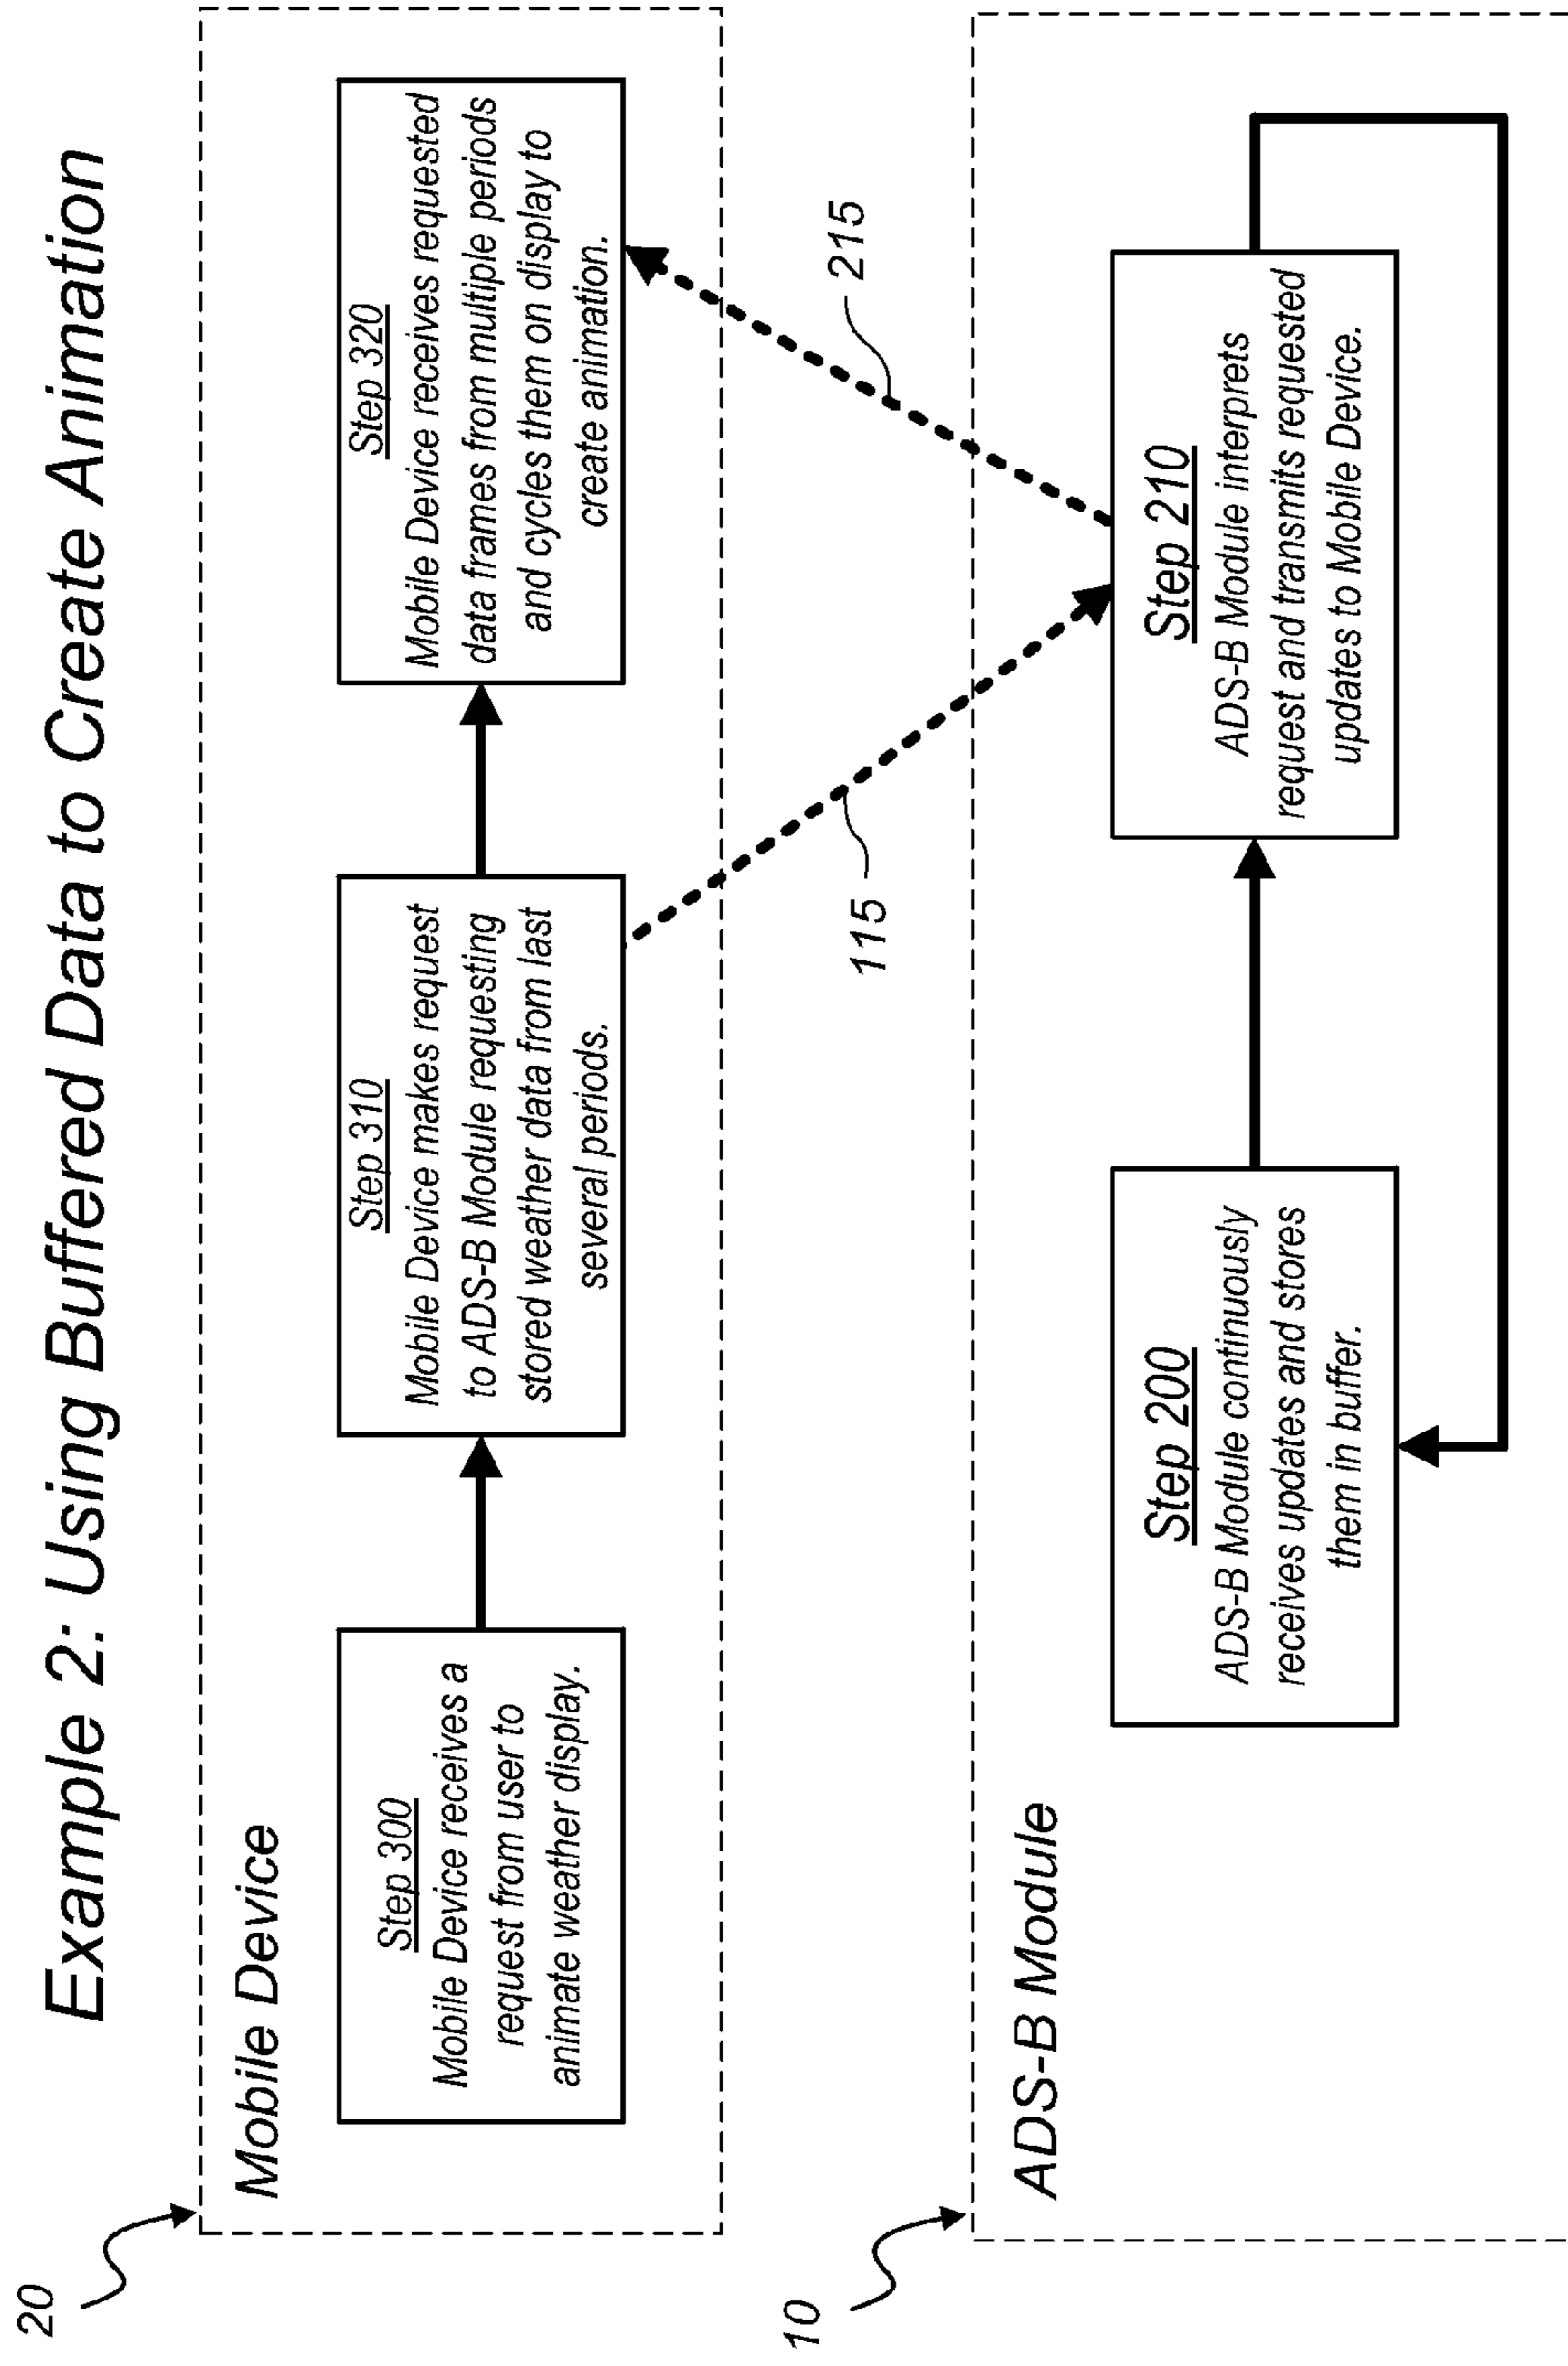 Example 2: Using Buffered Data to Create Animation
20
Mobile Device
Step 300
Mobile Device receives a
request from user to
animate weather display.
Step 310
Mobile Device makes request
to ADS-B Module requesting
stored weather data from last
several periods.
Step 320
Mobile Device receives requested
data frames from multiple periods
and cycles them on display to
create animation.
115
215
10
ADS-B Module
Step 200
ADS-B Module continuously
receives updates and stores
them in buffer.
Step 210
ADS-B Module interprets
request and transmits requested
updates to Mobile Device.